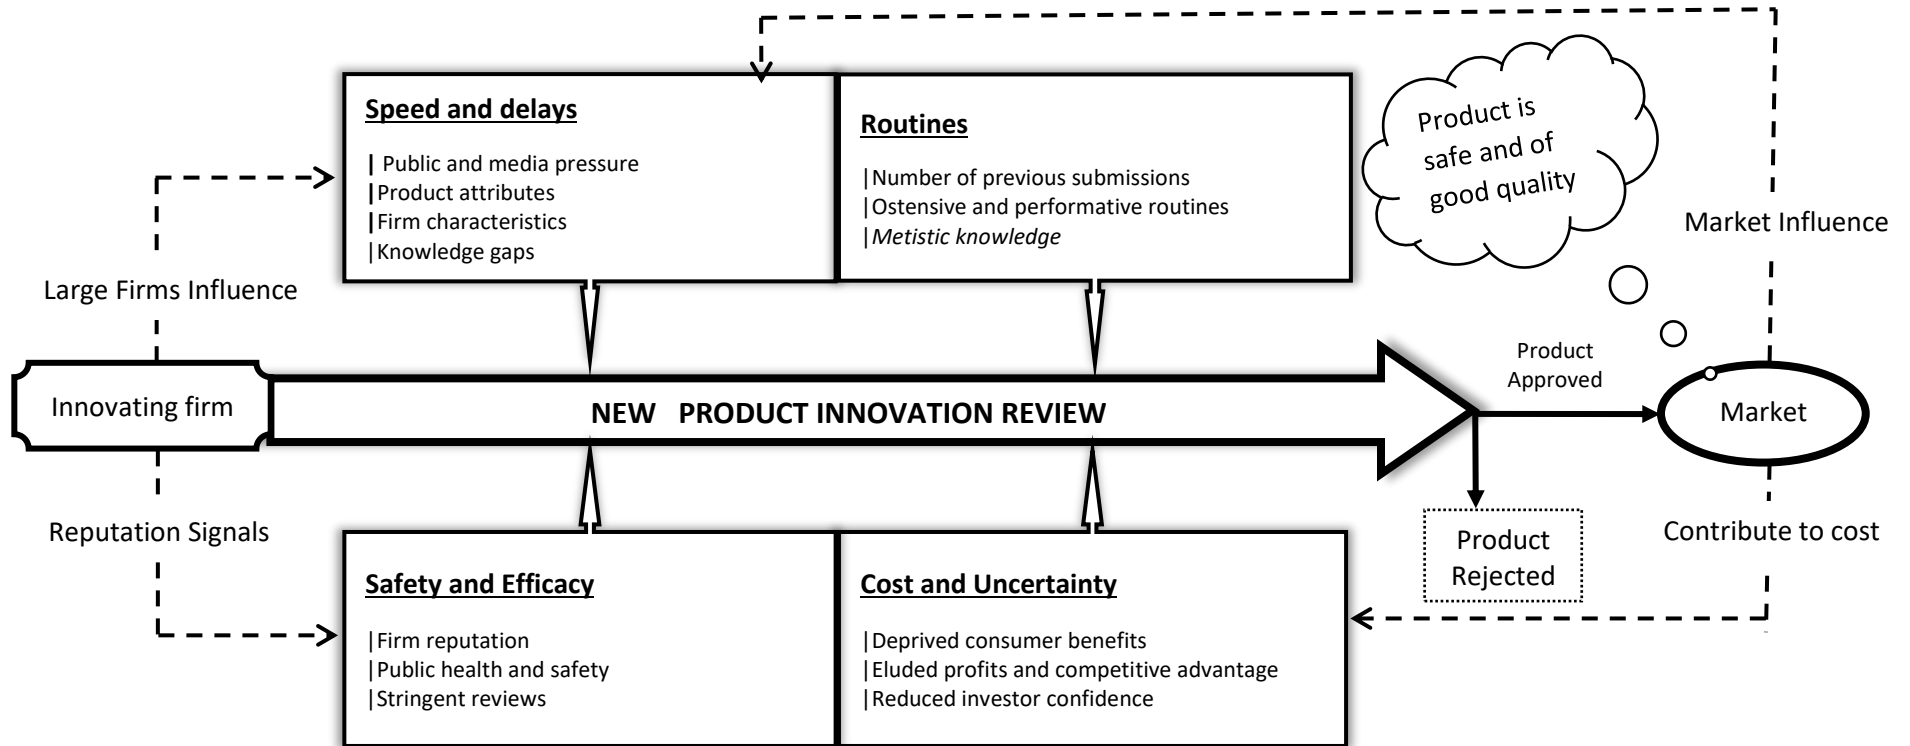 Speed and delays
| Public and media pressure
|Product attributes
|Firm characteristics
|Knowledge gaps
Routines
|Number of previous submissions
|Ostensive and performative routines
|Metistic knowledge
Product is
safe and of
good quality
Market Influence
Large Firms Influence
Innovating firm
NEW PRODUCT INNOVATION REVIEW
Product
Approved
Market
Reputation Signals
Product
Rejected
Contribute to cost
Safety and Efficacy
|Firm reputation
|Public health and safety
|Stringent reviews
Cost and Uncertainty
|Deprived consumer benefits
|Eluded profits and competitive advantage
|Reduced investor confidence